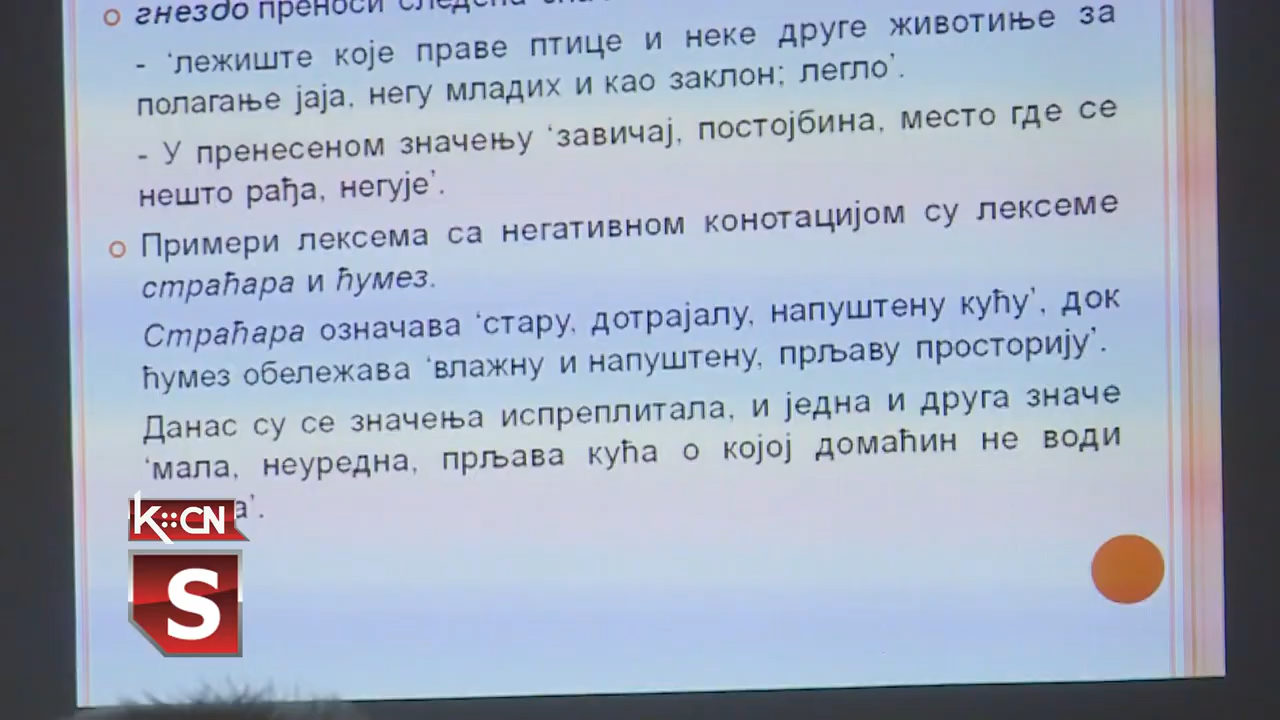 гнездо преноси
- ‘лежиште које праве птице и неке друге животиње за
полагање јаја, негу младих и као заклон; легло’.
- У пренесеном значењу ‘завичај, постојбина, место где се
нешто рађа, негује’.
Примери лексема са негативном конотацијом су лексеме
страћара и ћумез.
Страћара означава ‘стару, дотрајалу, напуштену кућу’, док
ћумез обележава ‘влажну и напуштену, прљаву просторију’.
Данас су се значења испреплитала, и једна и друга значе
‘мала, неуредна, прљава кућа о којој домаћин не води
K::CN
S